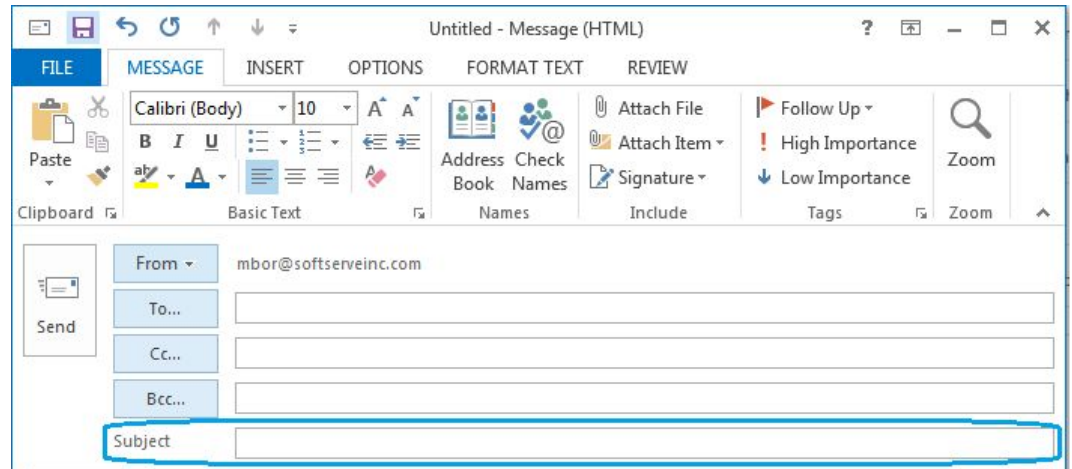 Untitled - Message (HTML) ?
FILE MESSAGE INSERT OPTIONS FORMAT TEXT REVIEW
Paste
Clipboard
Calibri (Body) 10 A A
B I U
ab A
Basic Text
Address Book
Check Names
@
Names
Attach File
Attach Item
Signature
Include
Follow Up
! High Importance
Low Importance
Tags
Zoom
Zoom
Send
From mbor@softserveinc.com
To...
Cc...
Bcc...
Subject